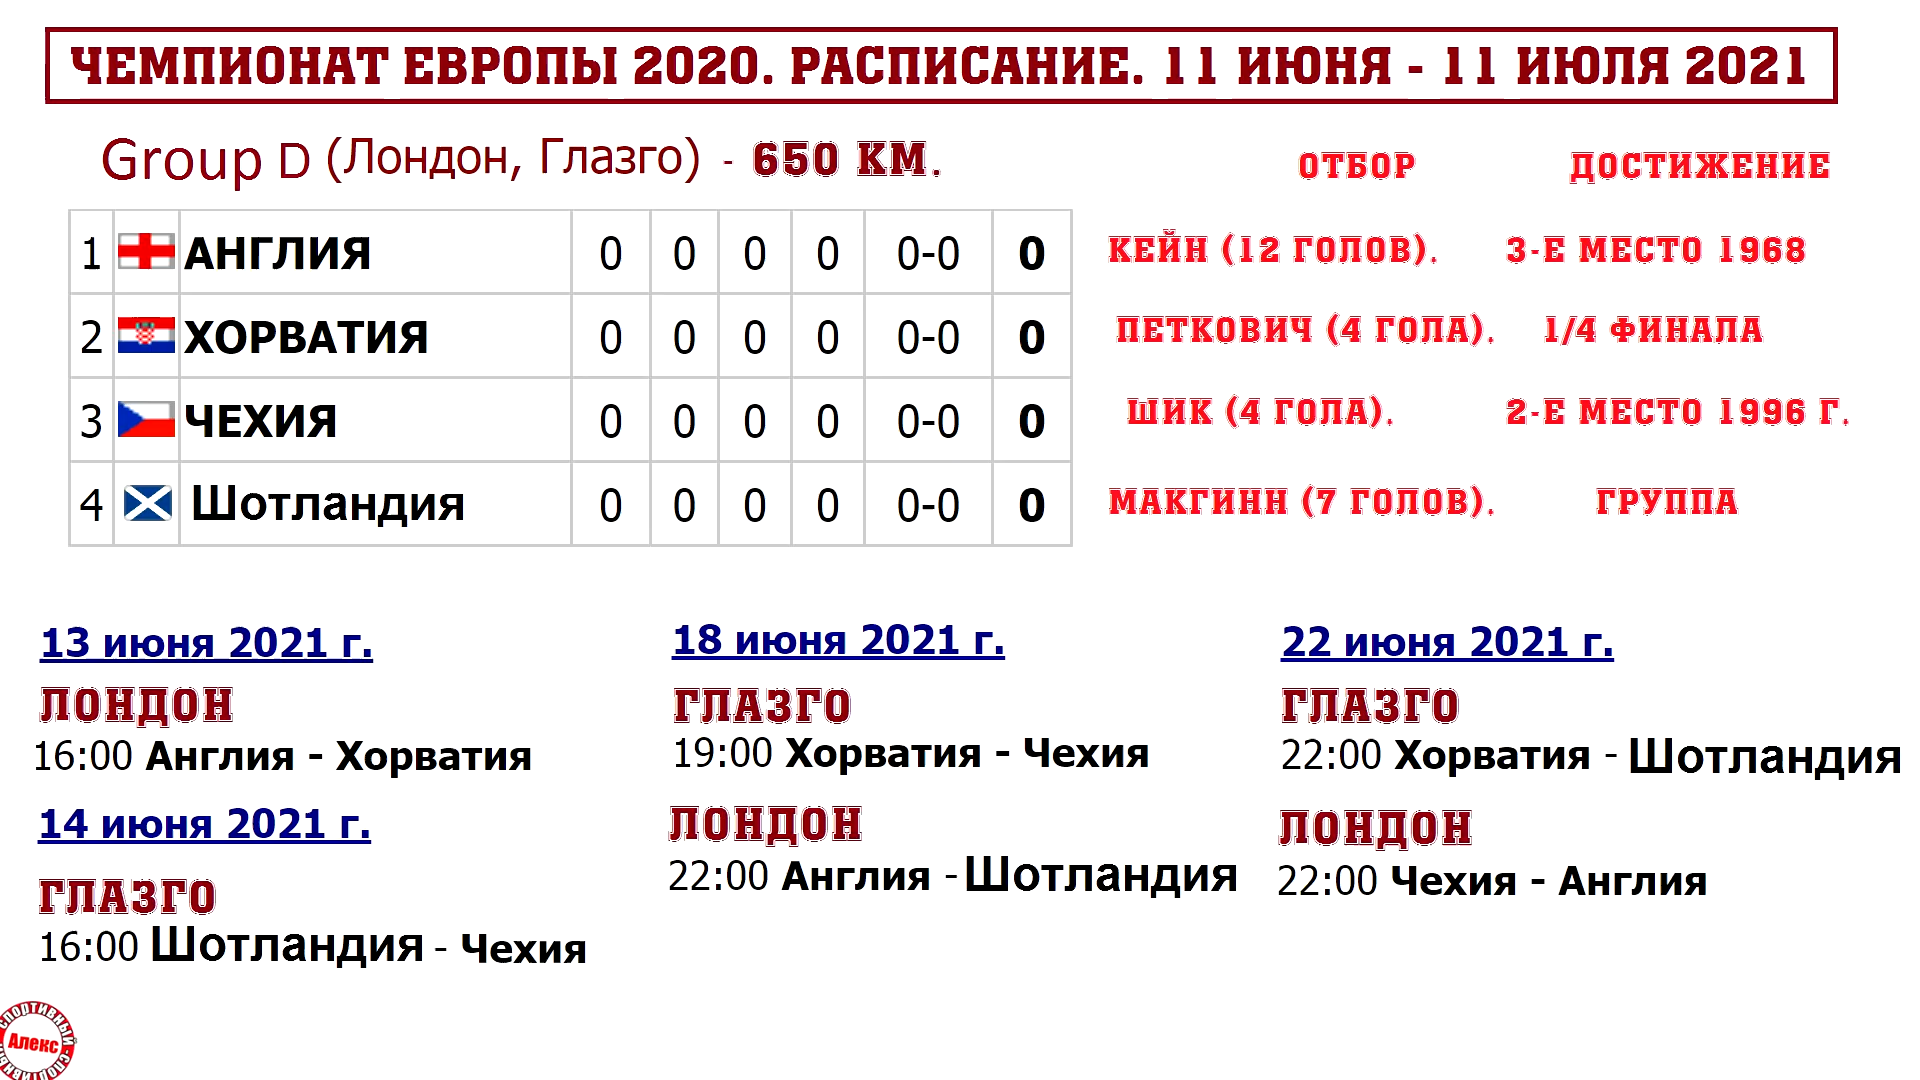 ЧЕМПИОНАТ ЕВРОПЫ 2020. РАСПИСАНИЕ. 11 ИЮНЯ - 11 ИЮЛЯ 2021
Group D (Лондон, Глазго) - 650 КМ.
ОТБОР ДОСТИЖЕНИЕ
1 АНГЛИЯ 0 0 0 0 0-0 0 КЕЙН (12 ГОЛОВ). 3-Е МЕСТО 1968
2 ХОРВАТИЯ 0 0 0 0 0-0 0 ПЕТКОВИЧ (4 ГОЛА). 1/4 ФИНАЛА
3 ЧЕХИЯ 0 0 0 0 0-0 0 ШИК (4 ГОЛА). 2-Е МЕСТО 1996 Г.
4 Шотландия 0 0 0 0 0-0 0 МАКГИНН (7 ГОЛОВ). ГРУППА
13 июня 2021 г.
ЛОНДОН
16:00 Англия - Хорватия
14 июня 2021 г.
ГЛАЗГО
16:00 Шотландия - Чехия
18 июня 2021 г.
ГЛАЗГО
19:00 Хорватия - Чехия
ЛОНДОН
22:00 Англия - Шотландия
22 июня 2021 г.
ГЛАЗГО
22:00 Хорватия - Шотландия
ЛОНДОН
22:00 Чехия - Англия
СПОРТИВНЫЙ
Алекс